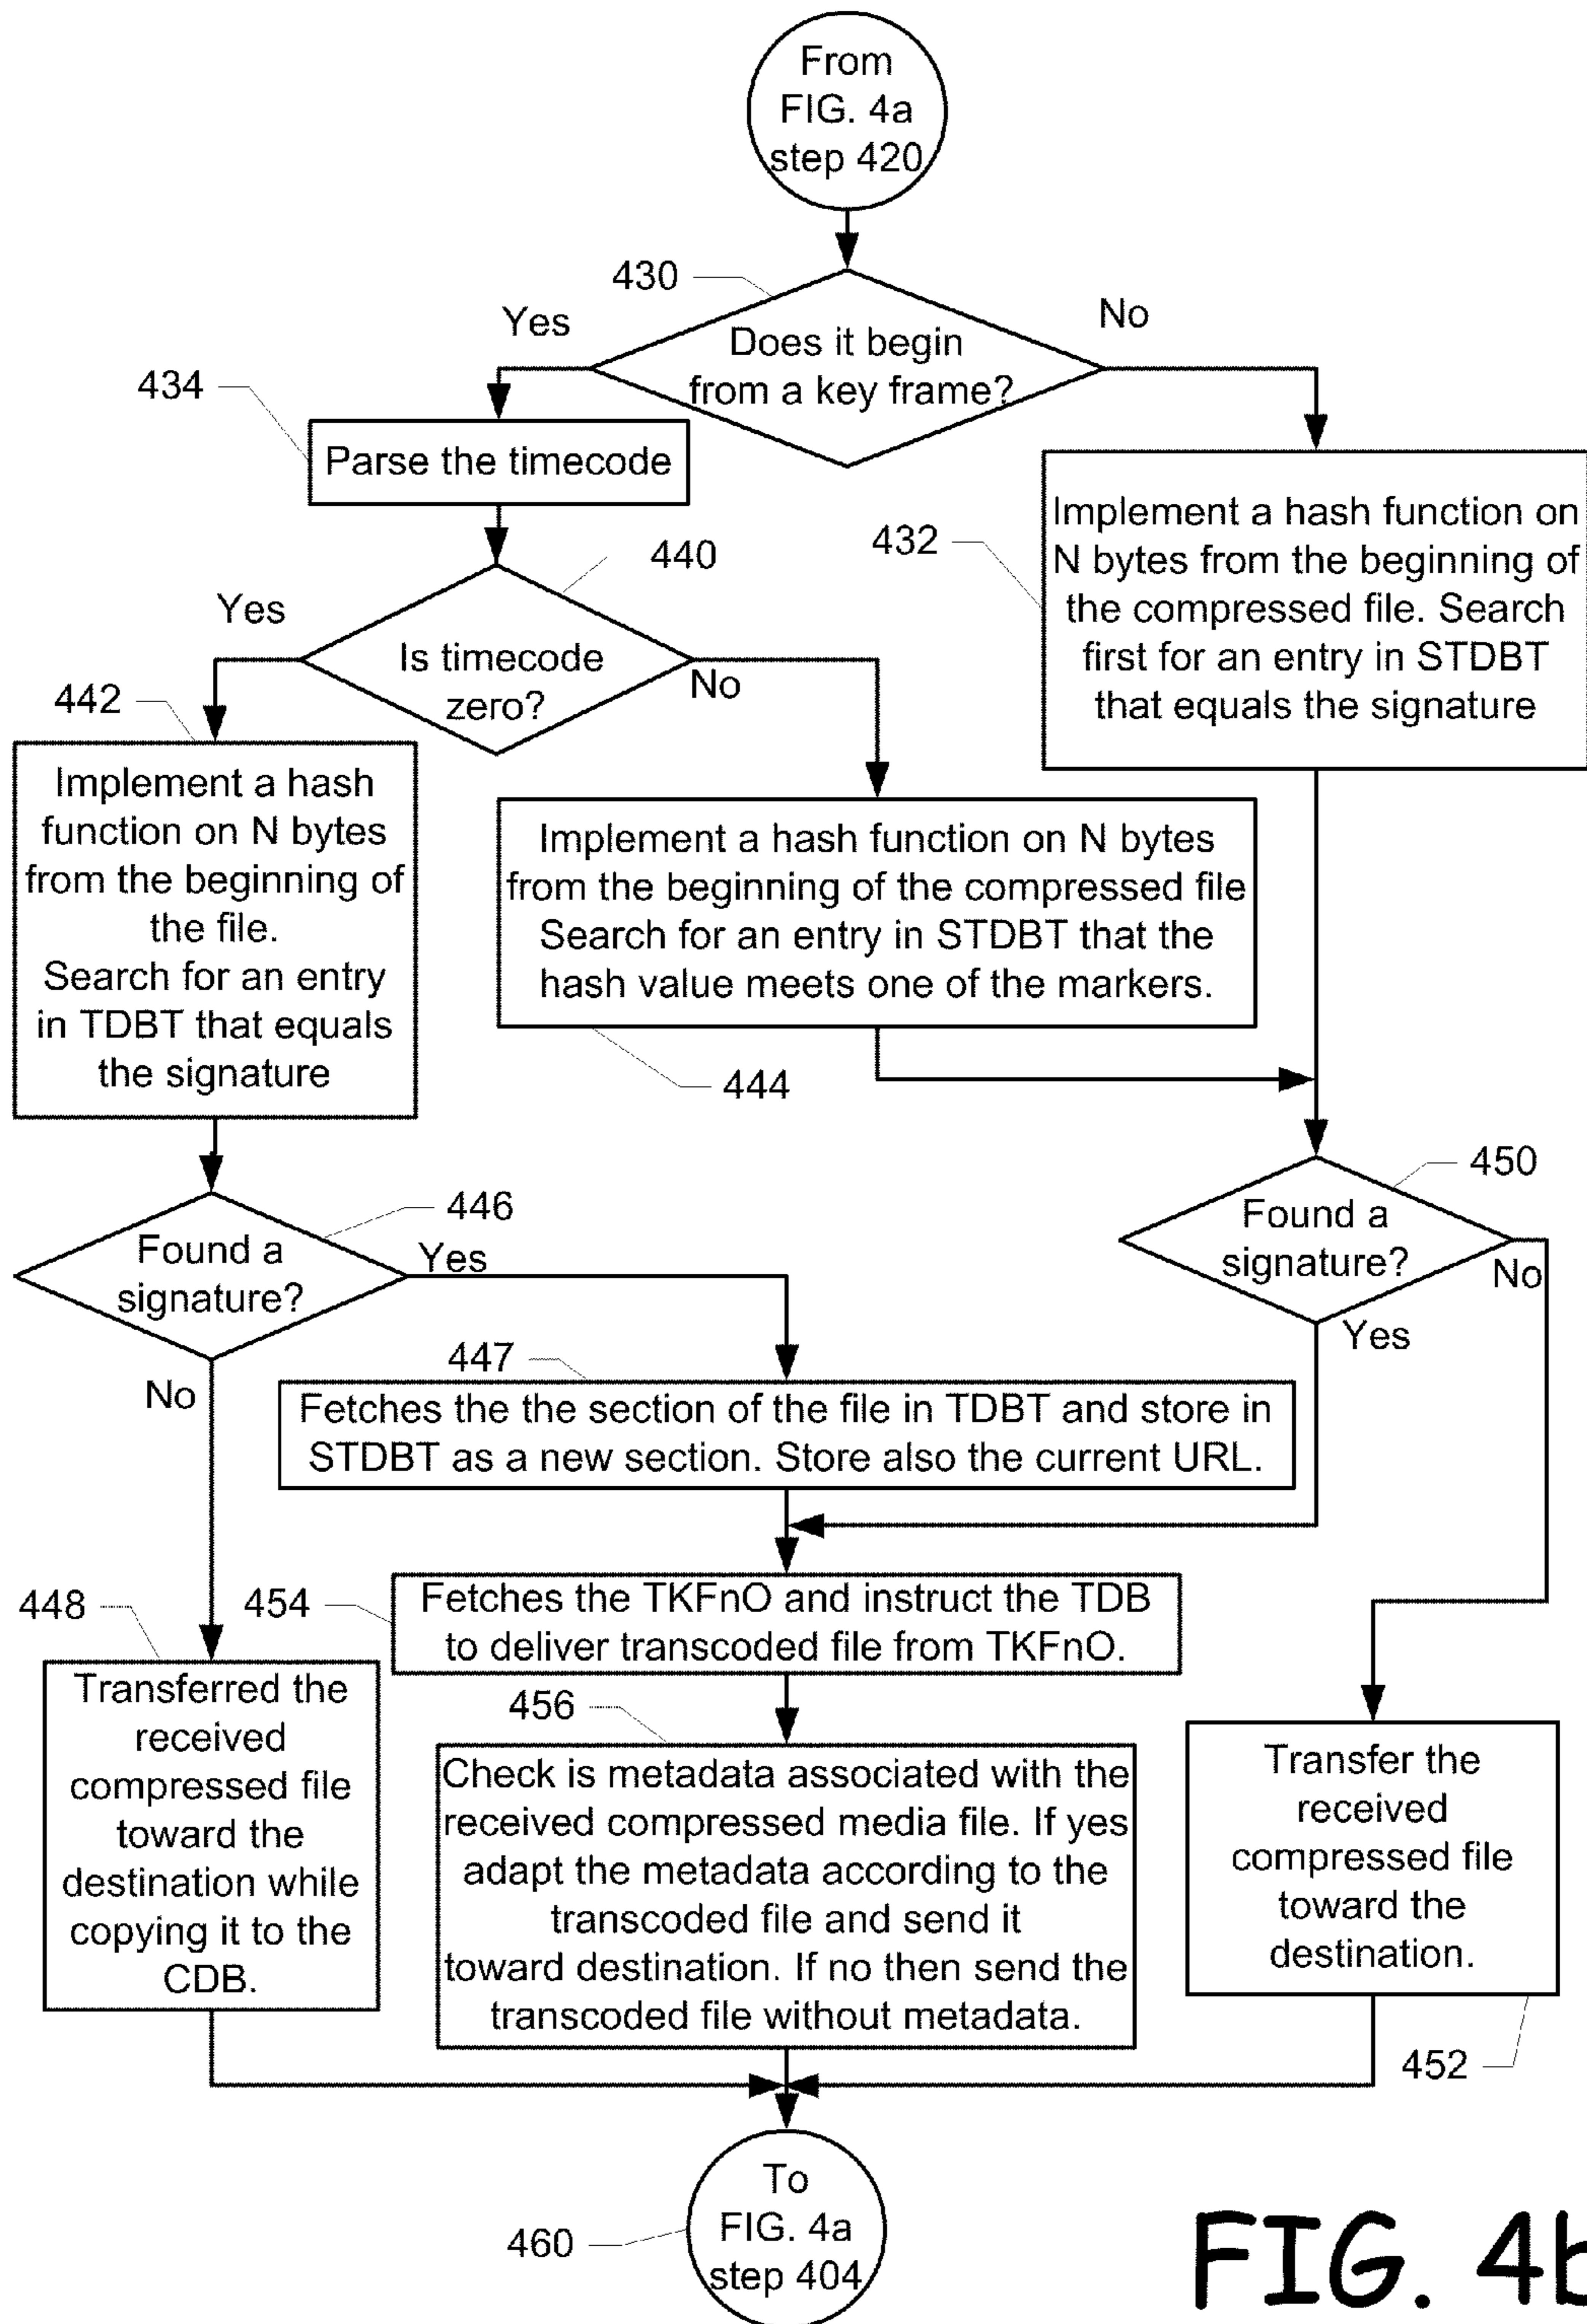 From
FIG. 4a
step 420
430
Yes
No
Does it begin
from a key frame?
434
Parse the timecode
432
Implement a hash function on
N bytes from the beginning of
the compressed file. Search
first for an entry in STDBT
that equals the signature
440
Yes
Is timecode
zero?
No
442
Implement a hash
function on N bytes
from the beginning of
the file.
Search for an entry
in TDBT that equals
the signature
Implement a hash function on N bytes
from the beginning of the compressed file
Search for an entry in STDBT that the
hash value meets one of the markers.
444
446
Found a
signature?
Yes
No
450
Found a
signature?
No
Yes
447
Fetches the the section of the file in TDBT and store in
STDBT as a new section. Store also the current URL.
454
Fetches the TKFnO and instruct the TDB
to deliver transcoded file from TKFnO.
448
Transferred the
received
compressed file
toward the
destination while
copying it to the
CDB.
456
Check is metadata associated with the
received compressed media file. If yes
adapt the metadata according to the
transcoded file and send it
toward destination. If no then send the
transcoded file without metadata.
Transfer the
received
compressed file
toward the
destination.
452
460
To
FIG. 4a
step 404
FIG. 4b